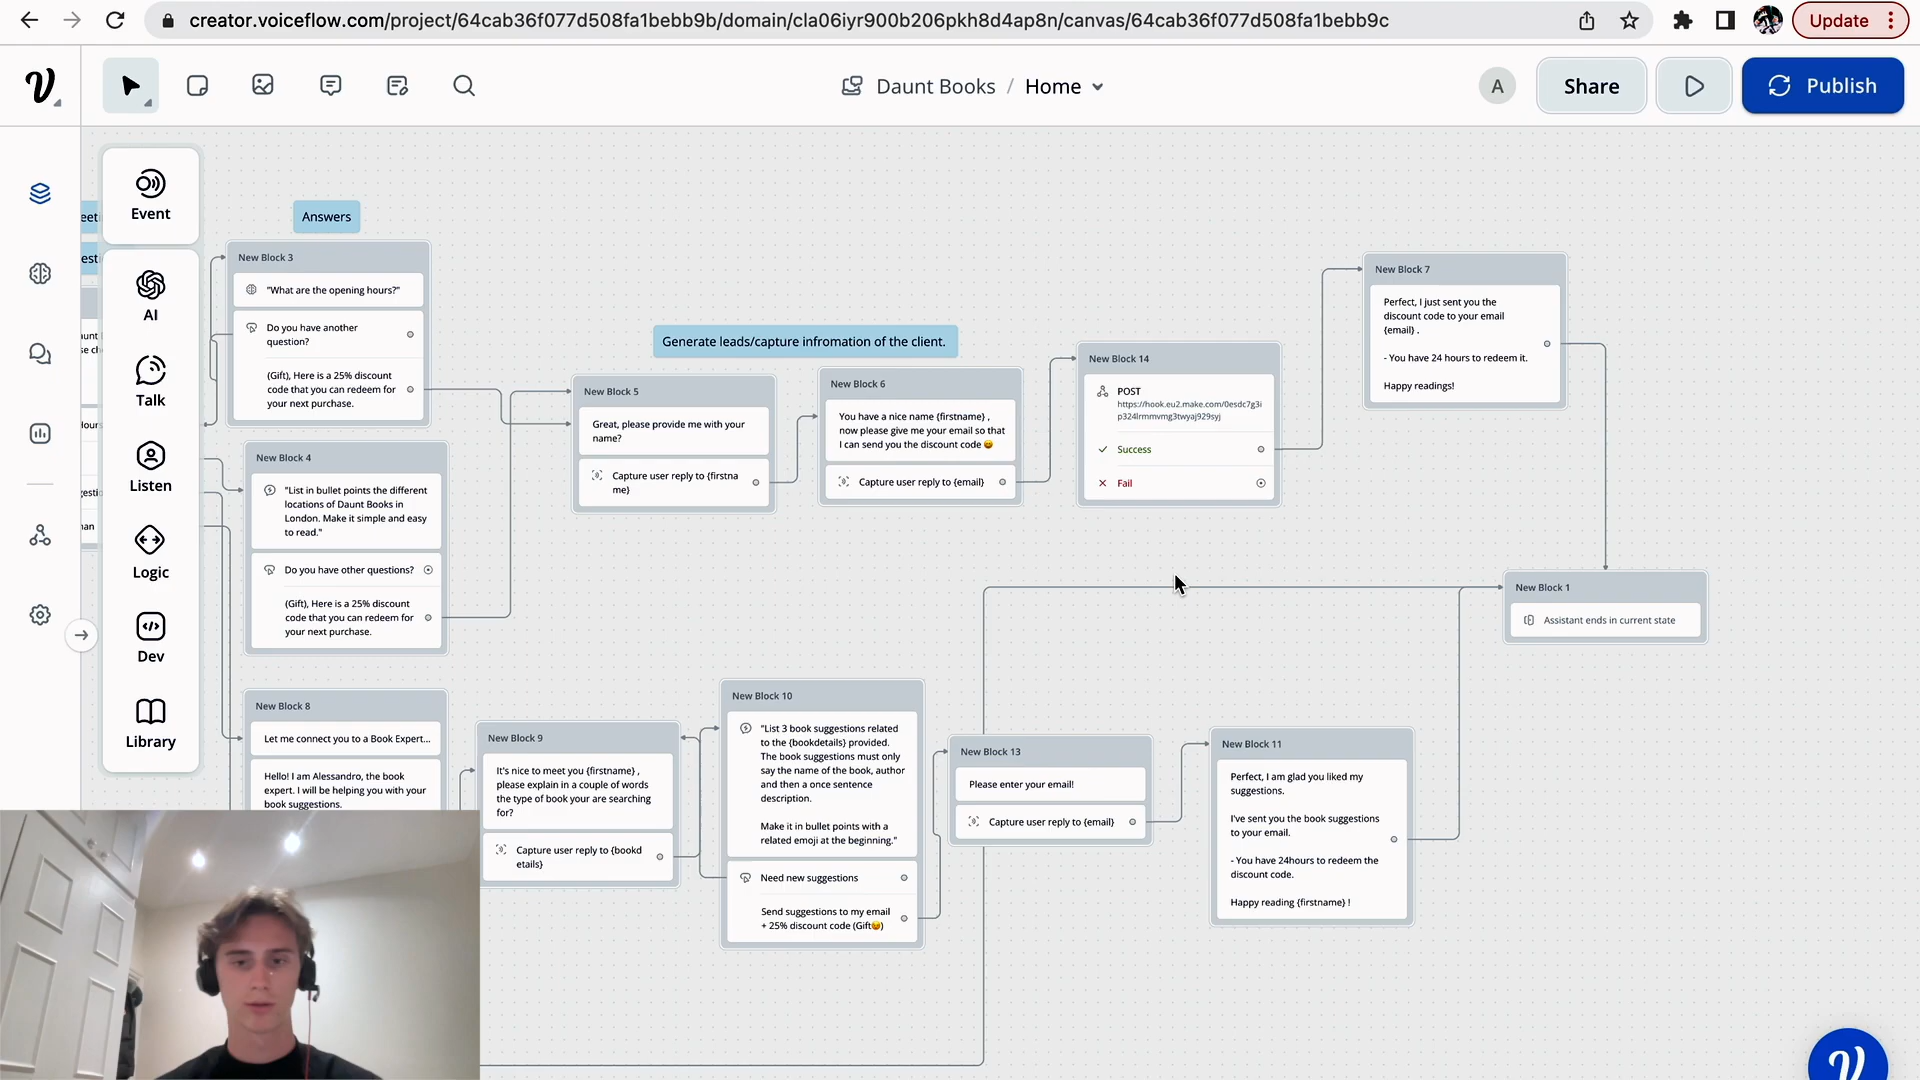 creator.voiceflow.com/project/64cab36f077d508fa1bebb9b/domain/cla06iyr900b206pkh8d4ap8n/canvas/64cab36f077d508fa1bebb9c
Update
Daunt Books / Home
A
Share
Publish
Event
AI
Talk
Listen
Logic
Dev
Library
Answers
New Block 3
"What are the opening hours?"
Do you have another
question?
(Gift), Here is a 25% discount
code that you can redeem for
your next purchase.
New Block 4
"List in bullet points the different
locations of Daunt Books in
London. Make it simple and easy
to read."
Do you have other questions?
(Gift), Here is a 25% discount
code that you can redeem for
your next purchase.
Generate leads/capture infromation of the client.
New Block 5
Great, please provide me with your
name?
Capture user reply to {firstna
me}
New Block 6
You have a nice name {firstname} ,
now please give me your email so that
I can send you the discount code 😄
Capture user reply to {email}
New Block 14
POST
https://hook.eu2.make.com/0esdc7g3i
p324lrmmvmg3twyaj929syj
Success
Fail
New Block 7
Perfect, I just sent you the
discount code to your email
{email} .
- You have 24 hours to redeem it.
Happy readings!
New Block 1
Assistant ends in current state
New Block 8
Let me connect you to a Book Expert...
Hello! I am Alessandro, the book
expert. I will be helping you with your
book suggestions.
New Block 9
It's nice to meet you {firstname} ,
please explain in a couple of words
the type of book your are searching
for?
Capture user reply to {bookd
etails}
New Block 10
"List 3 book suggestions related
to the {bookdetails} provided.
The book suggestions must only
say the name of the book, author
and then a once sentence
description.
Make it in bullet points with a
related emoji at the beginning."
Need new suggestions
Send suggestions to my email
+ 25% discount code (Gift😉)
New Block 13
Please enter your email!
Capture user reply to {email}
New Block 11
Perfect, I am glad you liked my
suggestions.
I've sent you the book suggestions
to your email.
- You have 24hours to redeem the
discount code.
Happy reading {firstname} !